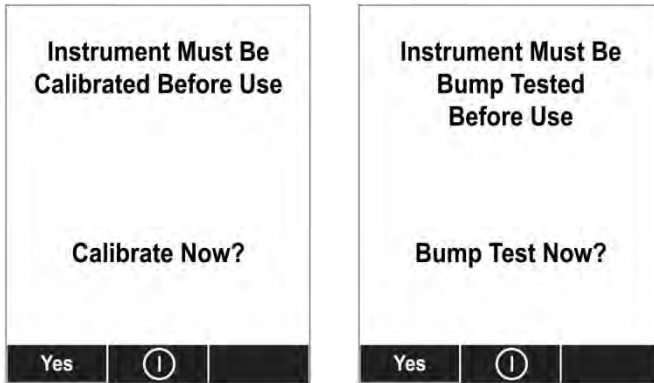 Instrument Must Be
Calibrated Before Use
Calibrate Now?
Yes
Instrument Must Be
Bump Tested
Before Use
Bump Test Now?
Yes